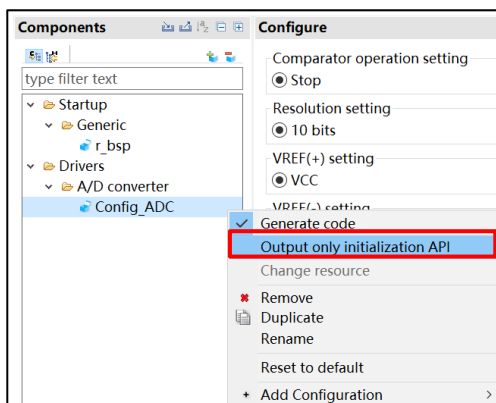 Components
Configure
type filter text
Startup
Generic
r_bsp
Drivers
A/D converter
Config_ADC
Comparator operation setting
Stop
Resolution setting
10 bits
VREF(+) setting
VCC
VREF(-) setting
Generate code
Output only initialization API
Change resource
Remove
Duplicate
Rename
Reset to default
Add Configuration